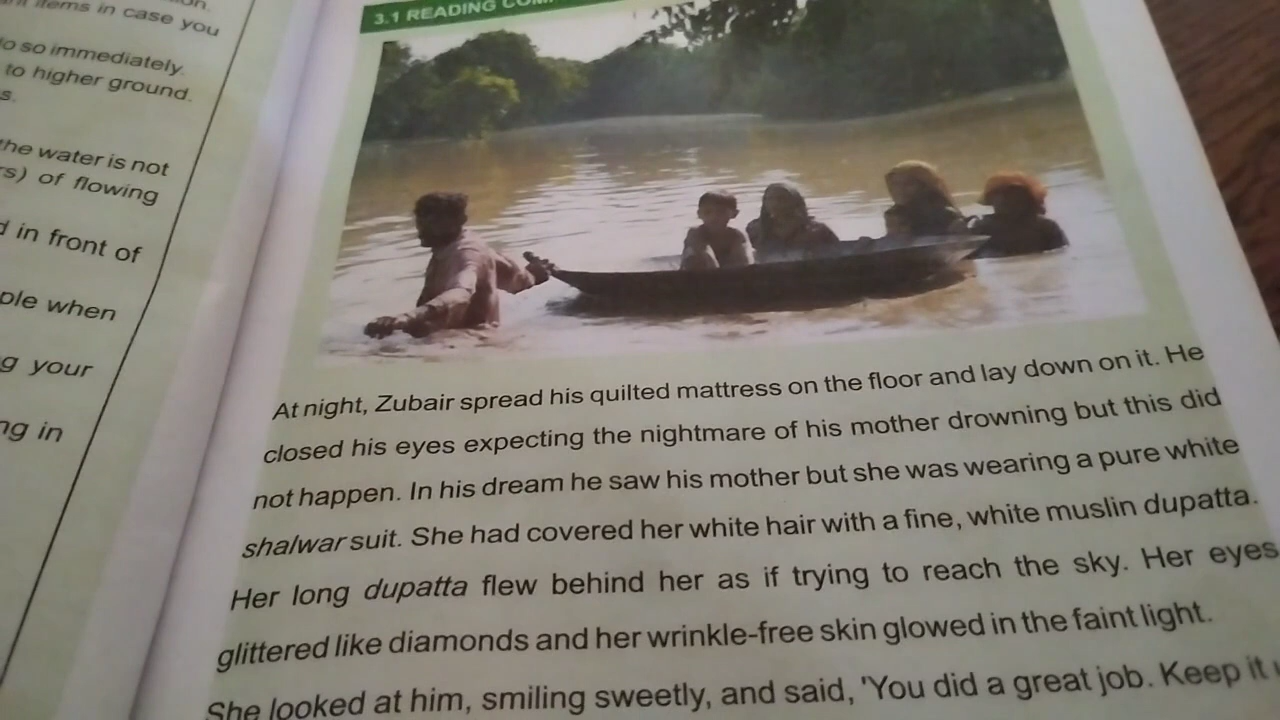 items in case you
so immediately.
to higher ground.
s.
the water is not
rs) of flowing
in front of
ple when
g your
ng in
3.1 READING
At night, Zubair spread his quilted mattress on the floor and lay down on it. He
closed his eyes expecting the nightmare of his mother drowning but this did
not happen. In his dream he saw his mother but she was wearing a pure white
shalwar suit. She had covered her white hair with a fine, white muslin dupatta.
Her long dupatta flew behind her as if trying to reach the sky. Her eyes
glittered like diamonds and her wrinkle-free skin glowed in the faint light.
She looked at him, smiling sweetly, and said, 'You did a great job. Keep it